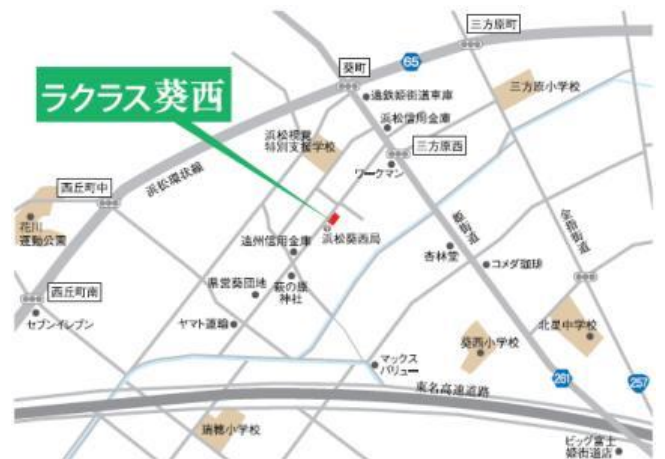 三方原町
65
葵町
遠鉄姫街道車庫
三方原小学校
ラクラス葵西
浜松信用金庫
浜松視覚
特別支援学校
三方原西
ワークマン
浜松環状線
西丘町中
花川
運動公園
浜松葵西局
姫街道
金指街道
遠州信用金庫
杏林堂
コメダ珈琲
県営葵団地
萩の原
神社
西丘町南
セブンイレブン
ヤマト運輸
北星中学校
葵西小学校
マックス
バリュー
東名高速道路
261
257
瑞穂小学校
ビッグ富士
姫街道店